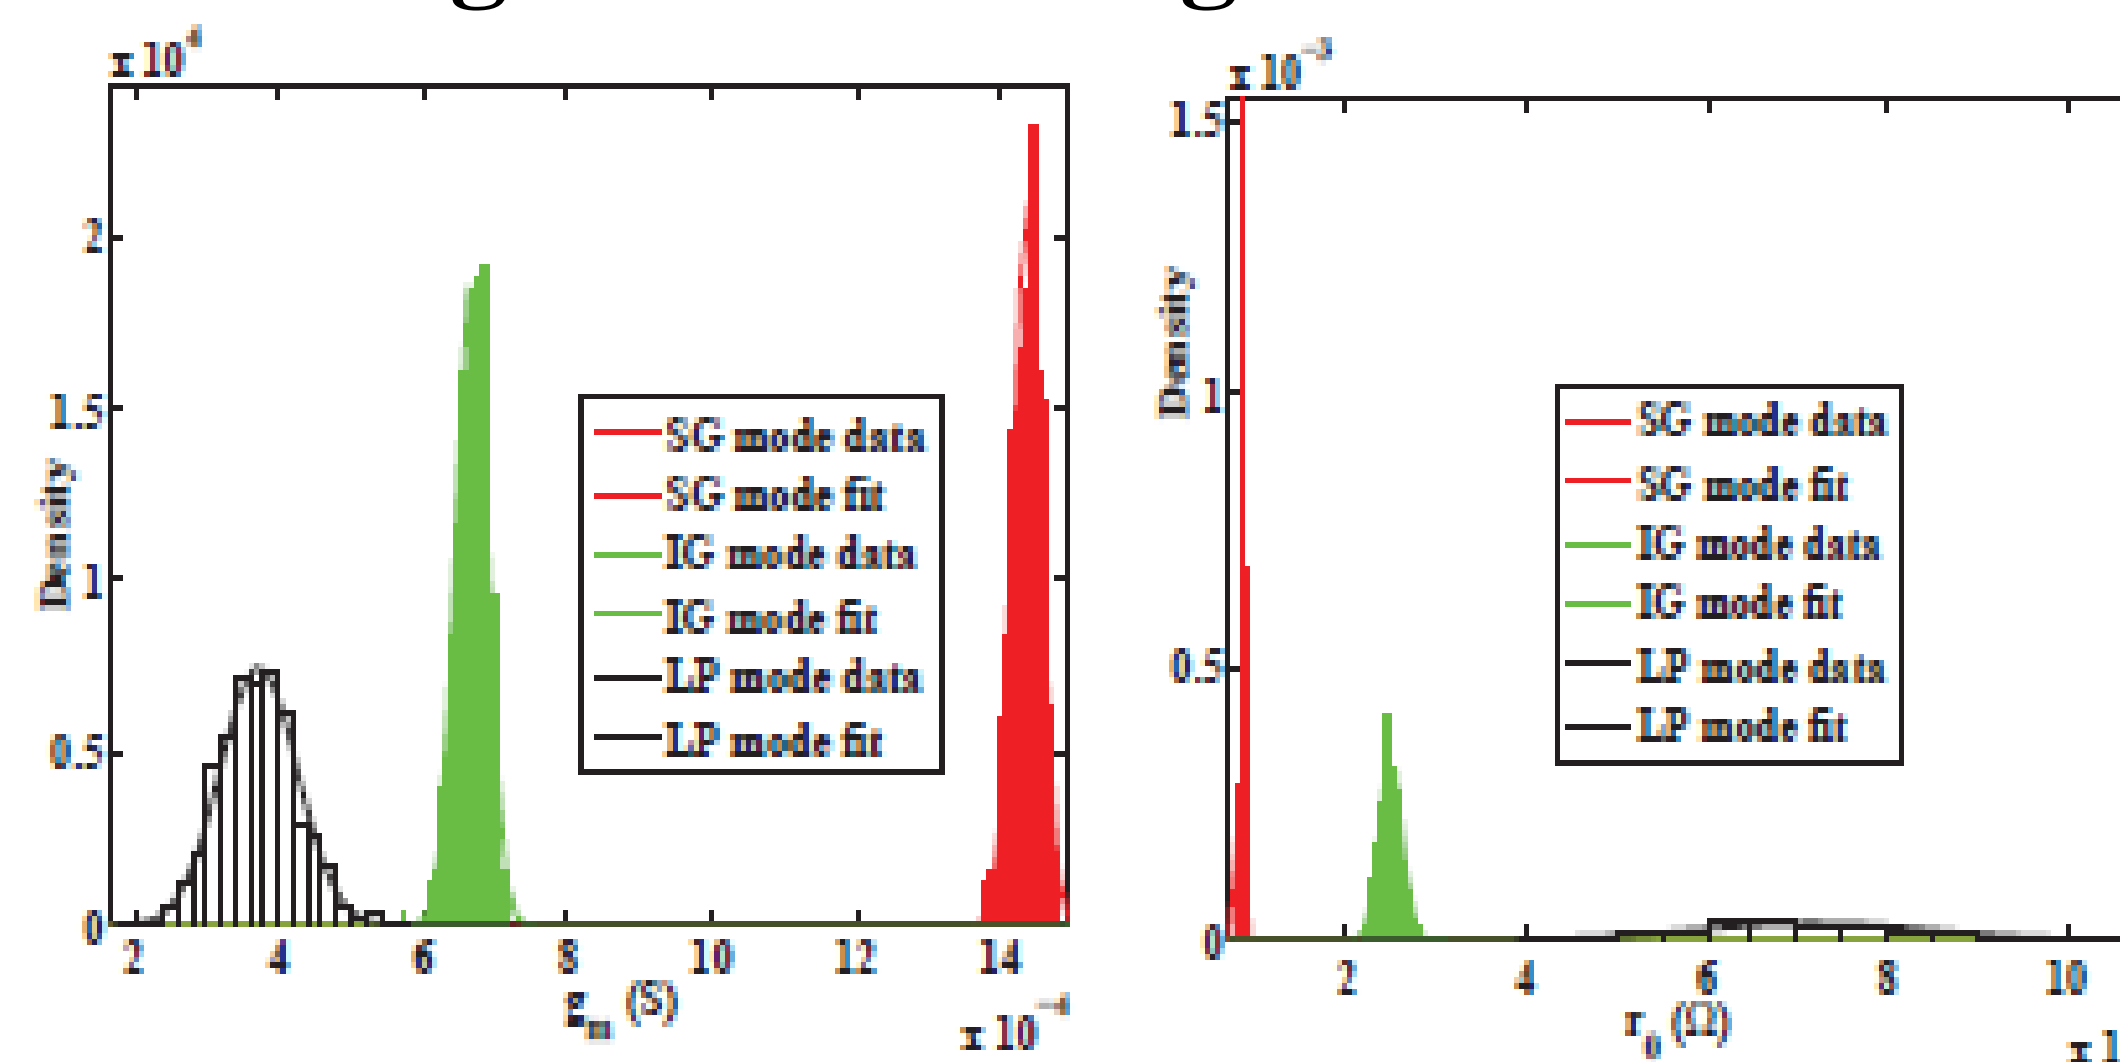 x 10^4
Density
2
1.5
1
0.5
0
2 4 6 8 10 12 14
g_m (S)
x 10^-4
SG mode data
SG mode fit
IG mode data
IG mode fit
LP mode data
LP mode fit
x 10^-3
Density
1.5
1
0.5
0
2 4 6 8 10
r_0 (Ω)
SG mode data
SG mode fit
IG mode data
IG mode fit
LP mode data
LP mode fit